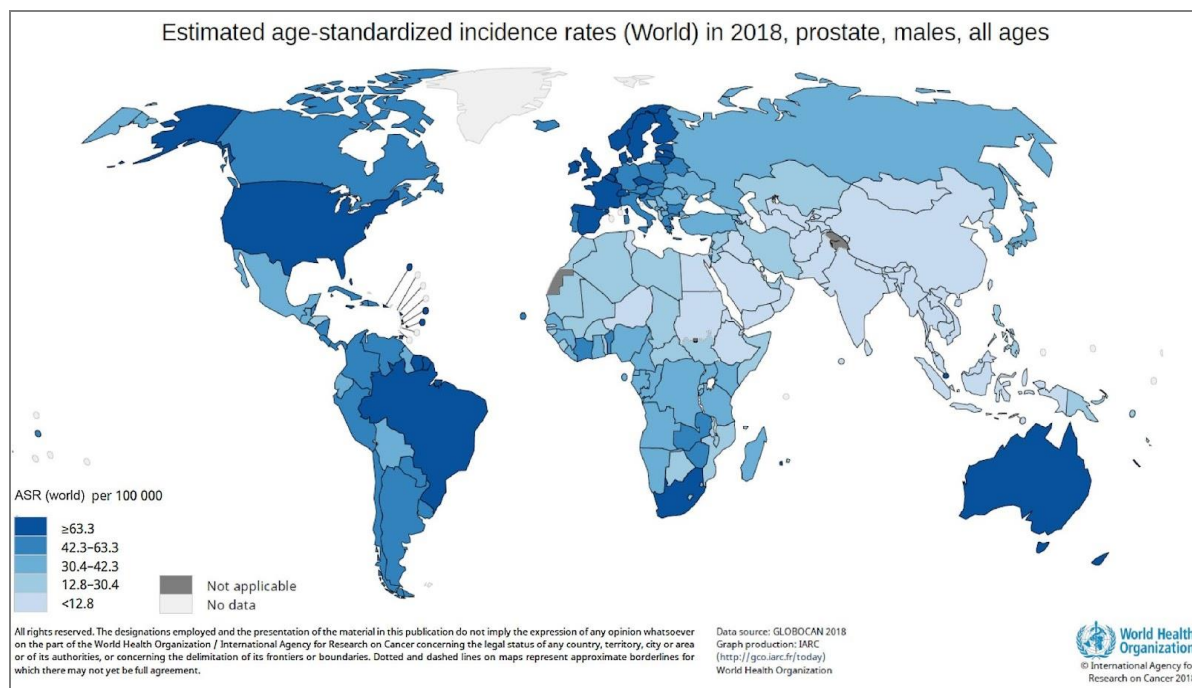 Estimated age-standardized incidence rates (World) in 2018, prostate, males, all ages
ASR (world) per 100 000
≥63.3
42.3–63.3
30.4–42.3
12.8–30.4
<12.8
Not applicable
No data
All rights reserved. The designations employed and the presentation of the material in this publication do not imply the expression of any opinion whatsoever
on the part of the World Health Organization / International Agency for Research on Cancer concerning the legal status of any country, territory, city or area
or of its authorities, or concerning the delimitation of its frontiers or boundaries. Dotted and dashed lines on maps represent approximate borderlines for
which there may not yet be full agreement.
Data source: GLOBOCAN 2018
Graph production: IARC
(http://gco.iarc.fr/today)
World Health Organization
World Health
Organization
© International Agency for
Research on Cancer 2018